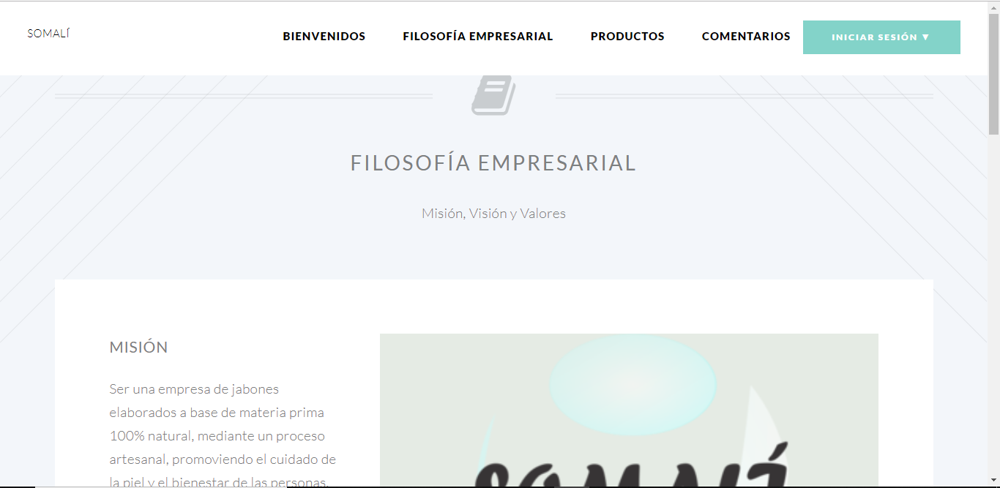 SOMALÍ
BIENVENIDOS
FILOSOFÍA EMPRESARIAL
PRODUCTOS
COMENTARIOS
INICIAR SESIÓN ▼
FILOSOFÍA EMPRESARIAL
Misión, Visión y Valores
MISIÓN
Ser una empresa de jabones
elaborados a base de materia prima
100% natural, mediante un proceso
artesanal, promoviendo el cuidado de
la piel y el bienestar de las personas,
SOMALÍ